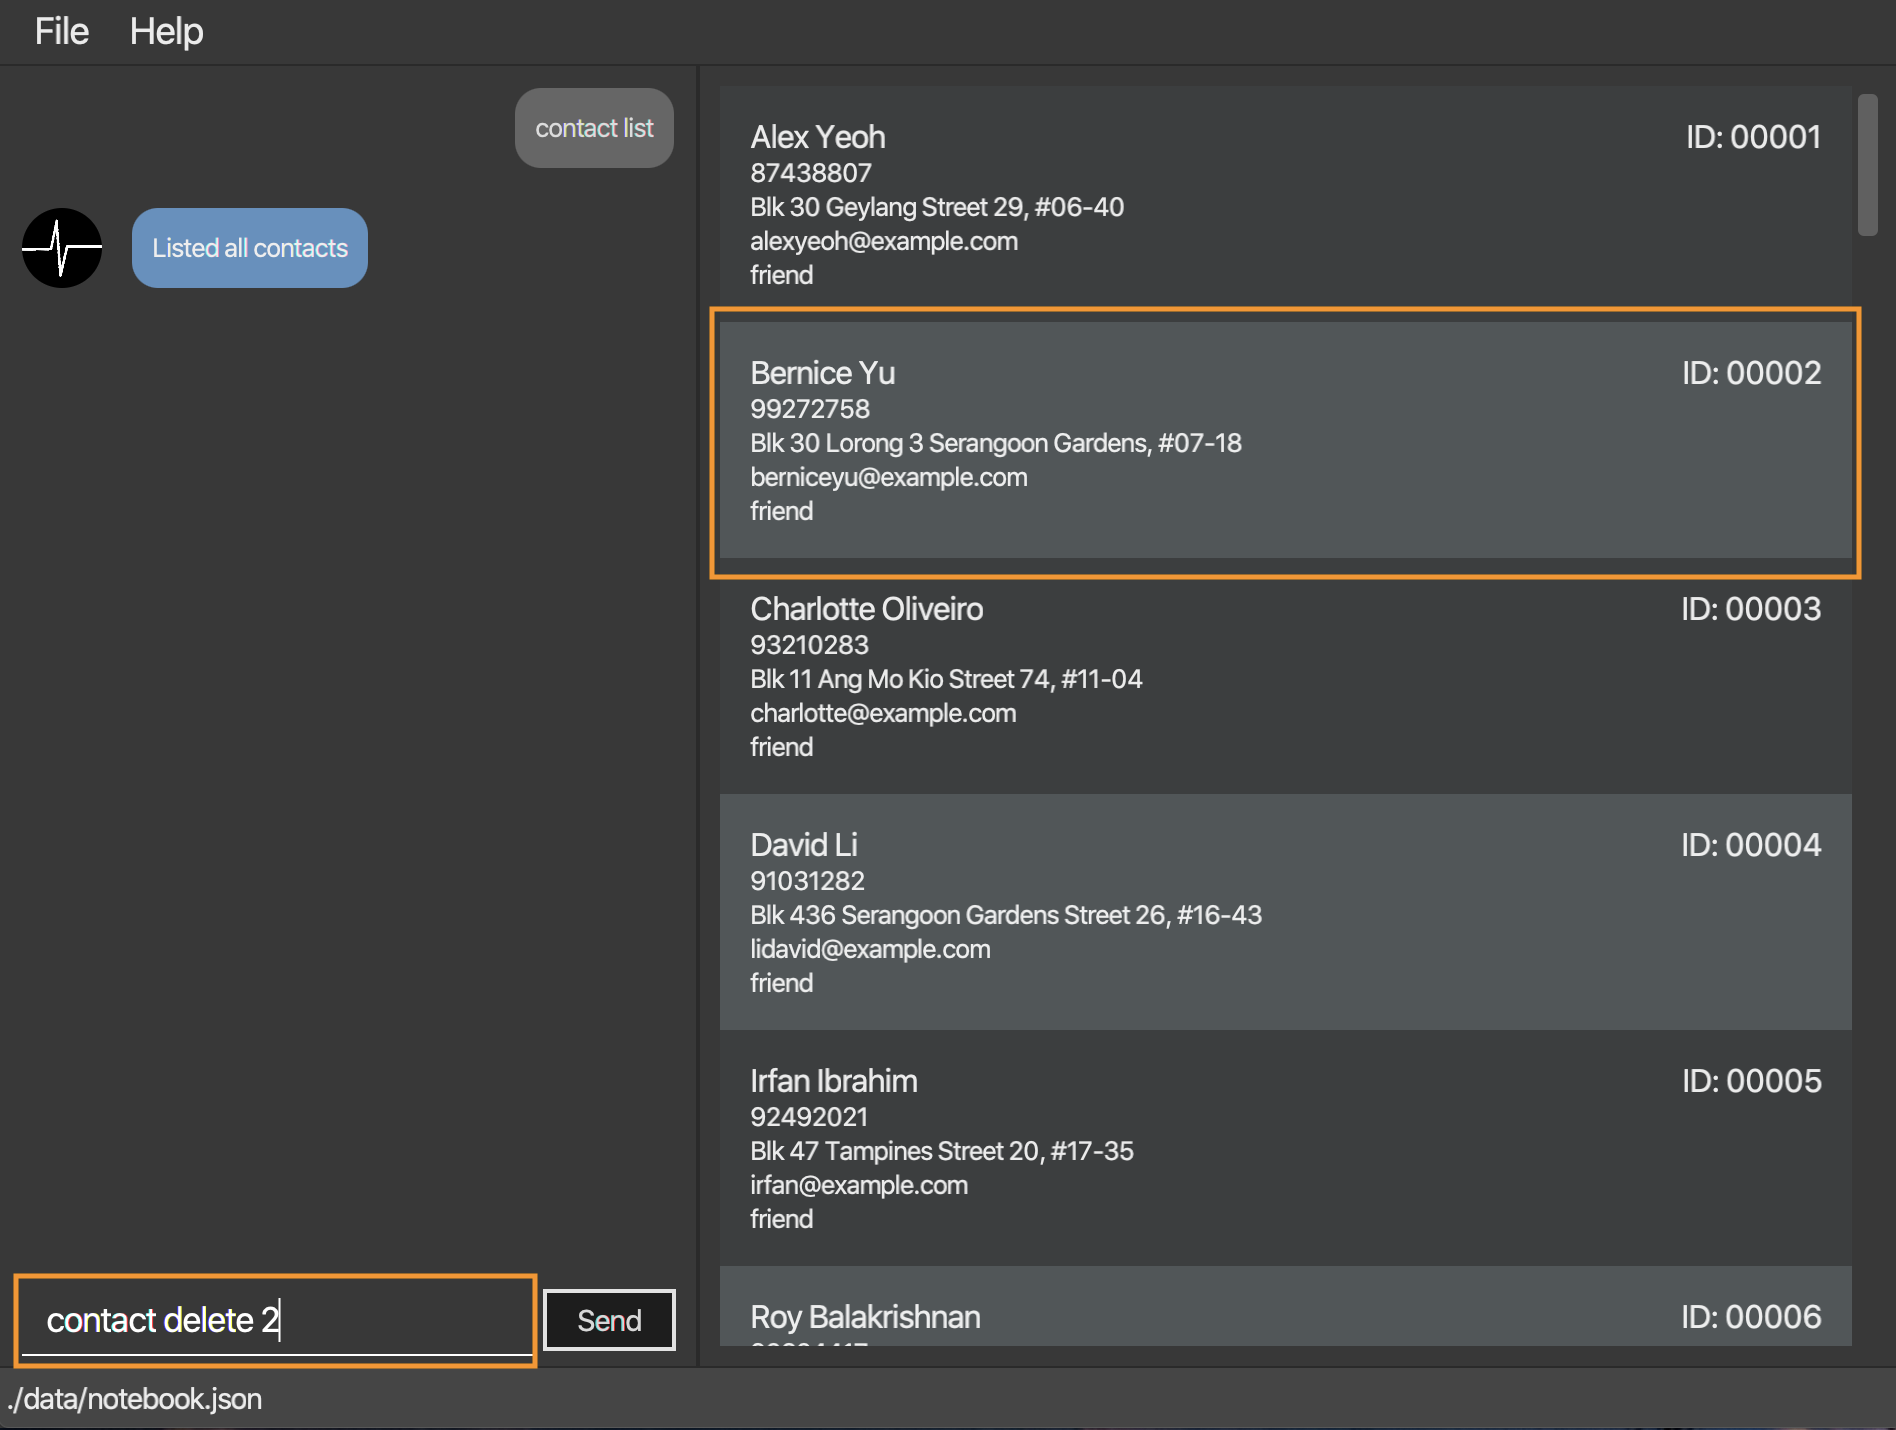 File Help
contact list
Listed all contacts
Alex Yeoh ID: 00001
87438807
Blk 30 Geylang Street 29, #06-40
alexyeoh@example.com
friend
Bernice Yu ID: 00002
99272758
Blk 30 Lorong 3 Serangoon Gardens, #07-18
berniceyu@example.com
friend
Charlotte Oliveiro ID: 00003
93210283
Blk 11 Ang Mo Kio Street 74, #11-04
charlotte@example.com
friend
David Li ID: 00004
91031282
Blk 436 Serangoon Gardens Street 26, #16-43
lidavid@example.com
friend
Irfan Ibrahim ID: 00005
92492021
Blk 47 Tampines Street 20, #17-35
irfan@example.com
friend
Roy Balakrishnan ID: 00006
contact delete 2
Send
./data/notebook.json